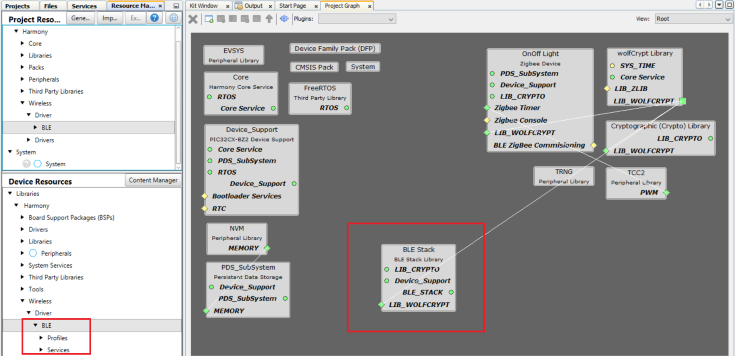 Projects
Files
Services
Resource Ma...
Kit Window
Output
Start Page
Project Graph
Project Reso...
Gene...
Imp...
Ex...
Plugins:
View:
Root
Harmony
Core
Libraries
Packs
Peripherals
Third Party Libraries
Wireless
Driver
BLE
Drivers
System
System
Device Resources
Content Manager
Libraries
Harmony
Board Support Packages (BSPs)
Drivers
Libraries
Peripherals
System Services
Third Party Libraries
Tools
Wireless
Driver
BLE
Profiles
Services
EVSYS
Peripheral Library
Device Family Pack (DFP)
CMSIS Pack
System
Core
Harmony Core Service
RTOS
Core Service
FreeRTOS
Third Party Library
RTOS
Device_Support
PIC32CX-BZ2 Device Support
Core Service
PDS_SubSystem
RTOS
Device_Support
Bootloader Services
RTC
NVM
Peripheral Library
MEMORY
PDS_SubSystem
Persistent Data Storage
Device_Support
PDS_SubSystem
MEMORY
BLE Stack
BLE Stack Library
LIB_CRYPTO
Device_Support
BLE_STACK
LIB_WOLFCRYPT
OnOff Light
Zigbee Device
PDS_SubSystem
Device_Support
LIB_CRYPTO
Zigbee Timer
Zigbee Console
LIB_WOLFCRYPT
BLE ZigBee Commisioning
wolfCrypt Library
SYS_TIME
Core Service
LIB_ZLIB
LIB_WOLFCRYPT
Cryptographic (Crypto) Library
LIB_CRYPTO
LIB_WOLFCRYPT
TRNG
Peripheral Library
TCC2
Peripheral Library
PWM